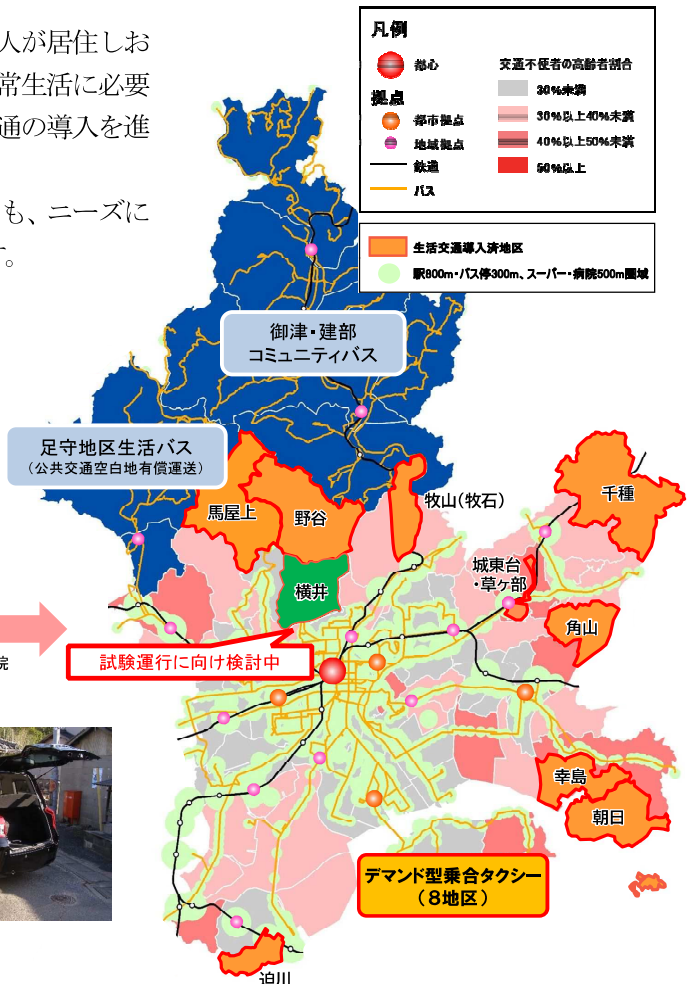 人が居住しお
常生活に必要
通の導入を進
も、ニーズに
す。
凡例
都心
拠点
都市拠点
地域拠点
鉄道
バス
交通不便者の高齢者割合
30%未満
30%以上40%未満
40%以上50%未満
50%以上
生活交通導入済地区
駅800m・バス停300m、スーパー・病院500m圏域
御津・建部
コミュニティバス
足守地区生活バス
(公共交通空白地有償運送)
馬屋上
野谷
牧山(牧石)
千種
横井
城東台
・草ヶ部
角山
試験運行に向け検討中
院
幸島
朝日
デマンド型乗合タクシー
(8地区)
迫川